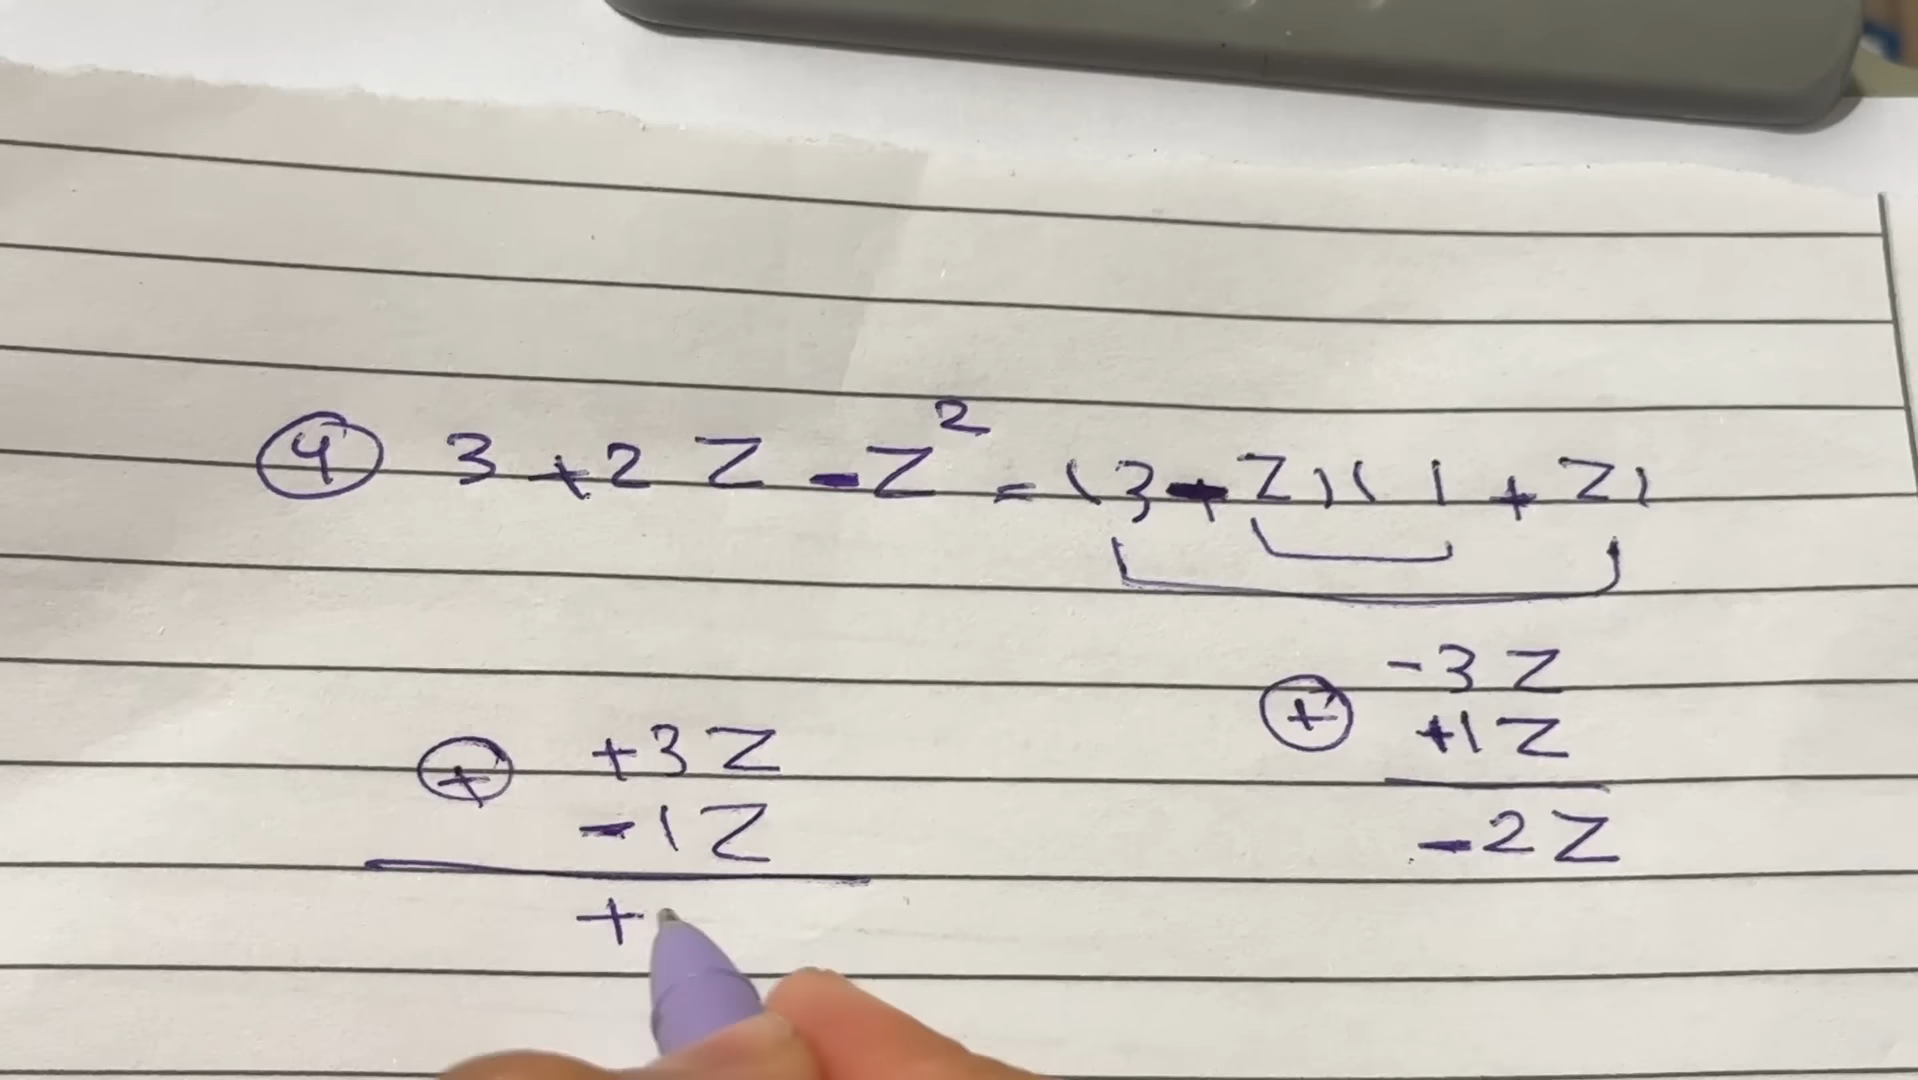 ④ 3 + 2 Z - Z² = (3 - Z)(1 + Z)
-3 Z
⊕ +1 Z
-2 Z
⊕ +3 Z
-1 Z
+